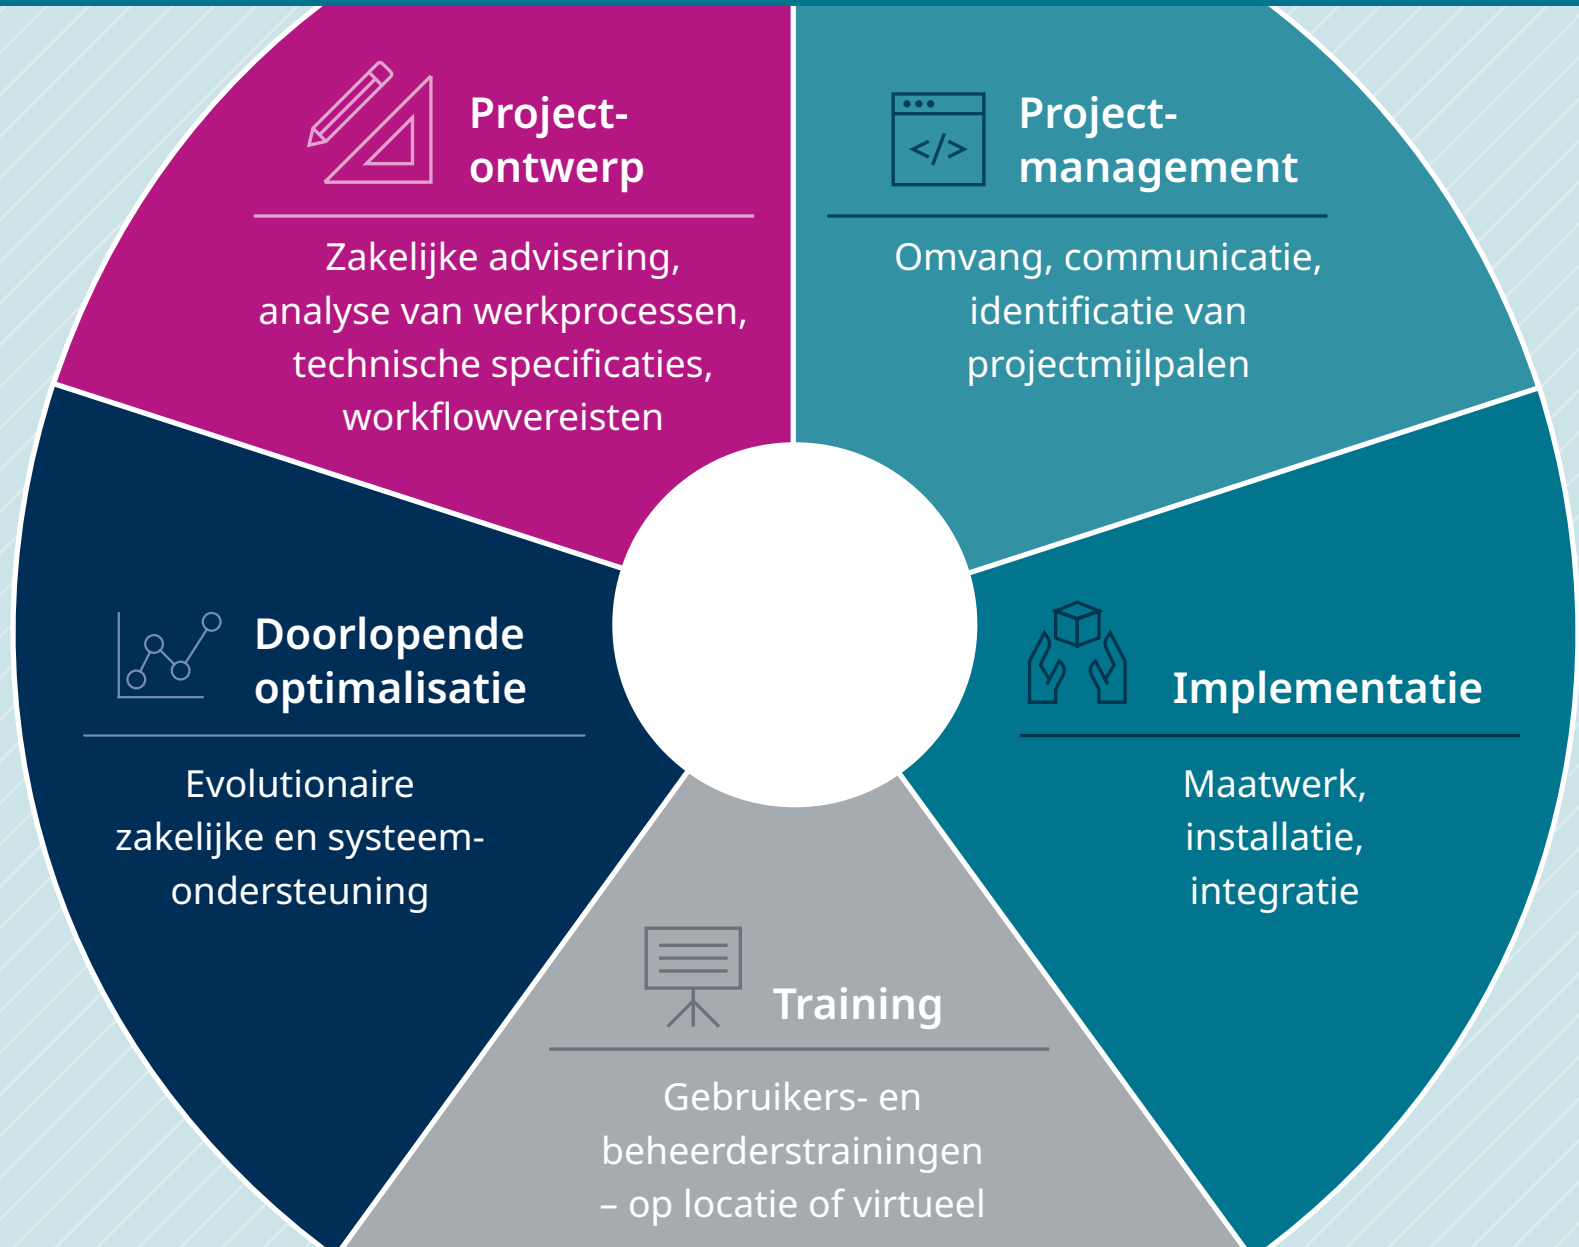 Project-
ontwerp
Zakelijke advisering,
analyse van werkprocessen,
technische specificaties,
workflowvereisten
Project-
management
Omvang, communicatie,
identificatie van
projectmijlpalen
Doorlopende
optimalisatie
Evolutionaire
zakelijke en systeem-
ondersteuning
</>
Implementatie
Maatwerk,
installatie,
integratie
Training
Gebruikers- en
beheerderstrainingen
– op locatie of virtueel